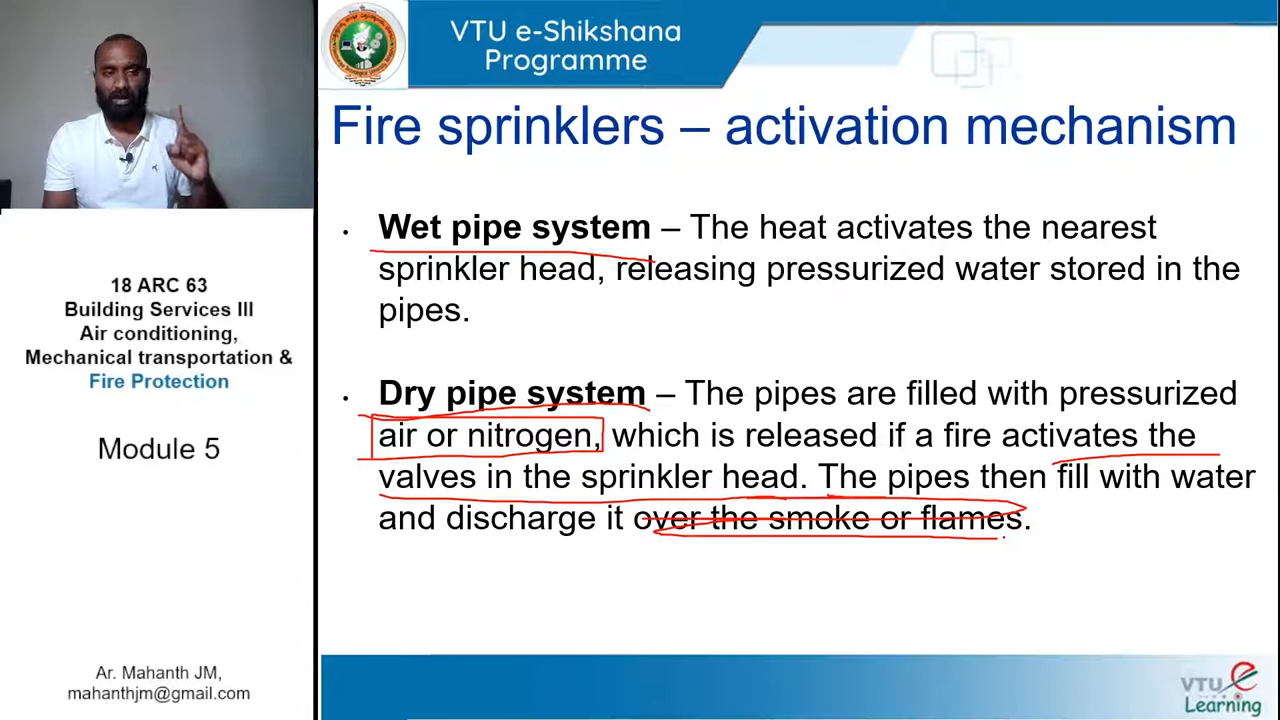 VTU e-Shikshana
Programme
Fire sprinklers – activation mechanism
• Wet pipe system – The heat activates the nearest
sprinkler head, releasing pressurized water stored in the
pipes.
• Dry pipe system – The pipes are filled with pressurized
air or nitrogen, which is released if a fire activates the
valves in the sprinkler head. The pipes then fill with water
and discharge it over the smoke or flames.
18 ARC 63
Building Services III
Air conditioning,
Mechanical transportation &
Fire Protection
Module 5
Ar. Mahanth JM,
mahanthjm@gmail.com
VTU e
Learning